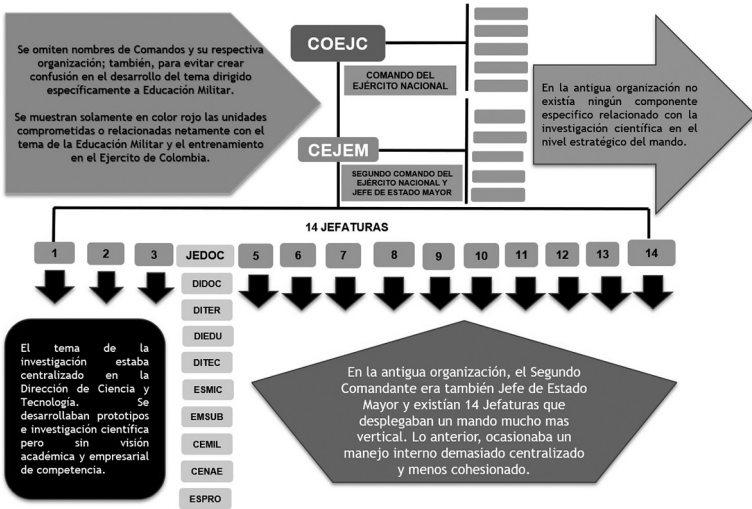 Se omiten nombres de Comandos y su respectiva
organización; también, para evitar crear
confusión en el desarrollo del tema dirigido
específicamente a Educación Militar.
Se muestran solamente en color rojo las unidades
comprometidas o relacionadas netamente con el
tema de la Educación Militar y el entrenamiento
en el Ejercito de Colombia.
COEJC
COMANDO DEL
EJÉRCITO NACIONAL
CEJEM
SEGUNDO COMANDO DEL
EJÉRCITO NACIONAL Y
JEFE DE ESTADO MAYOR
En la antigua organización no
existía ningún componente
especifico relacionado con la
investigación científica en el
nivel estratégico del mando.
14 JEFATURAS
1 2 3 JEDOC 5 6 7 8 9 10 11 12 13 14
DIDOC
DITER
DIEDU
DITEC
ESMIC
EMSUB
CEMIL
CENAE
ESPRO
El tema de la
investigación estaba
centralizado en la
Dirección de Ciencia y
Tecnología. Se
desarrollaban prototipos
e investigación científica
pero sin visión
académica y empresarial
de competencia.
En la antigua organización, el Segundo
Comandante era también Jefe de Estado
Mayor y existían 14 Jefaturas que
desplegaban un mando mucho mas
vertical. Lo anterior, ocasionaba un
manejo interno demasiado centralizado
y menos cohesionado.